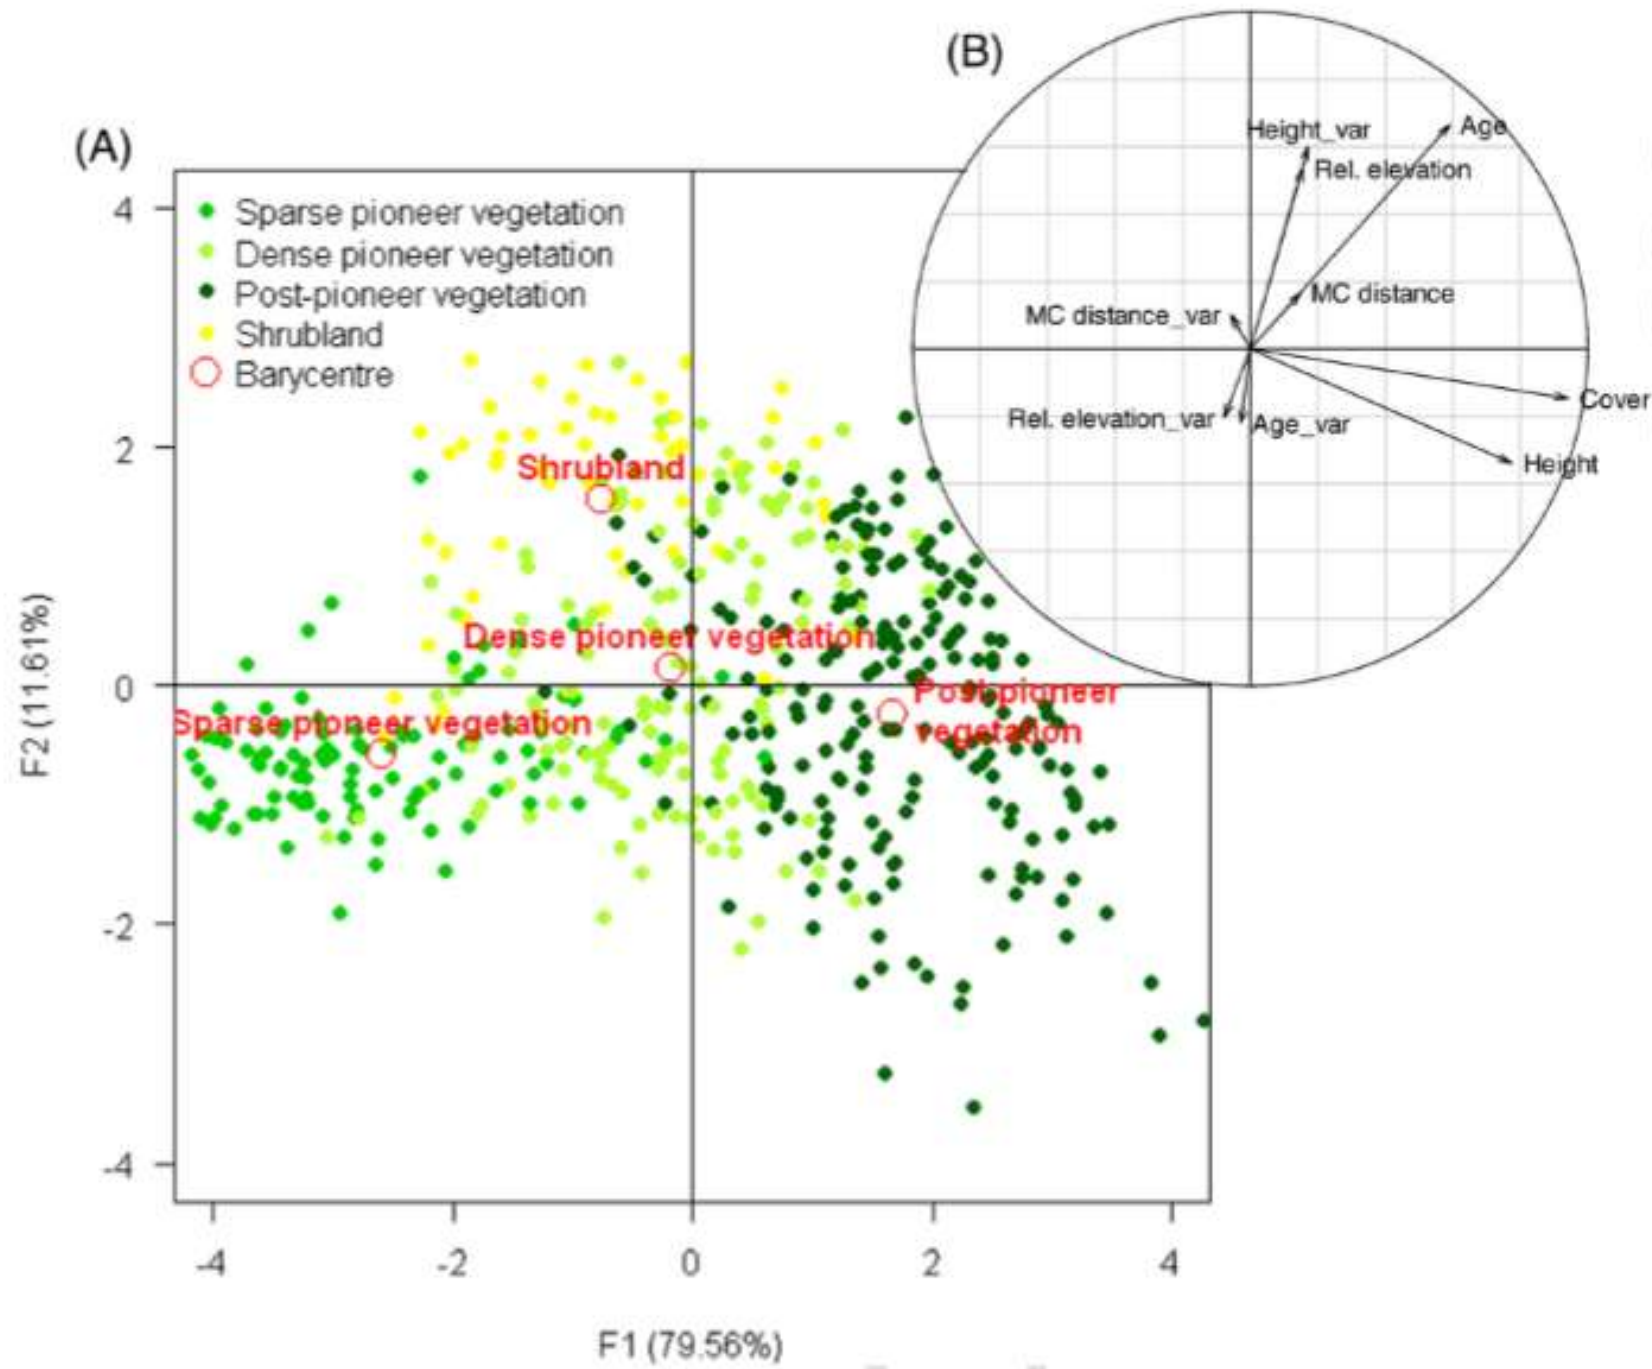 (A)
Sparse pioneer vegetation
Dense pioneer vegetation
Post-pioneer vegetation
Shrubland
Barycentre
(B)
Height_var
Age
Rel. elevation
MC distance
MC distance_var
Cover
Rel. elevation_var
Age_var
Height
Shrubland
Dense pioneer vegetation
Sparse pioneer vegetation
Post-pioneer
vegetation
4
2
0
-2
-4
F2 (11.61%)
-4
-2
0
2
4
F1 (79.56%)